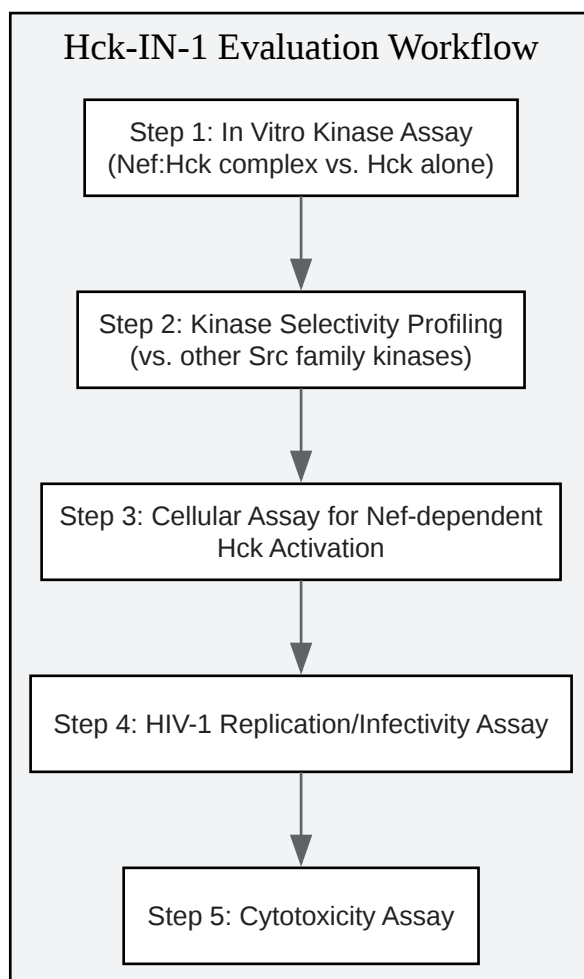 Hck-IN-1 Evaluation Workflow
Step 1: In Vitro Kinase Assay
(Nef:Hck complex vs. Hck alone)
Step 2: Kinase Selectivity Profiling
(vs. other Src family kinases)
Step 3: Cellular Assay for Nef-dependent
Hck Activation
Step 4: HIV-1 Replication/Infectivity Assay
Step 5: Cytotoxicity Assay